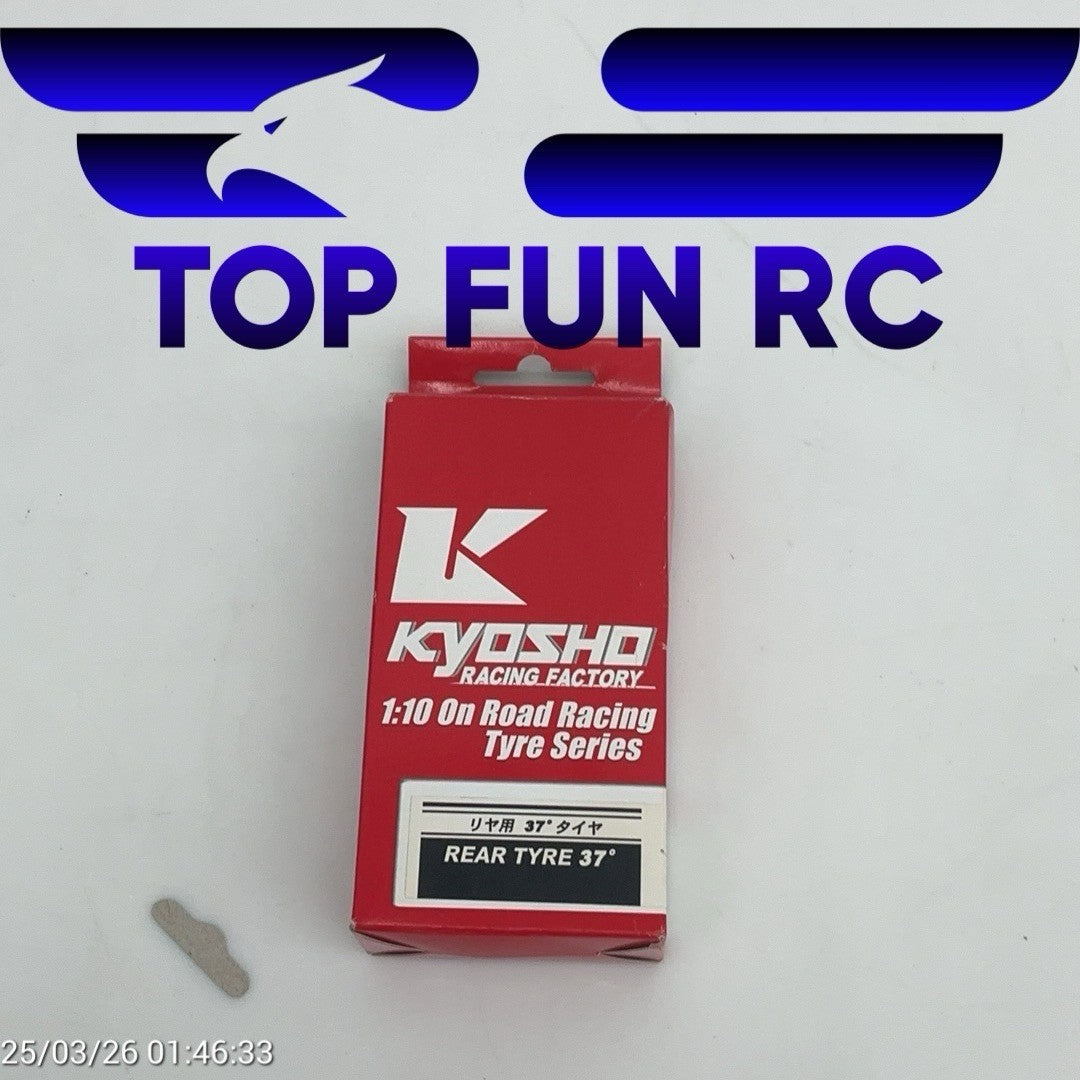 TOP FUN RC
K
KYOSHO
RACING FACTORY
1:10 On Road Racing
Tyre Series
リヤ用 37° タイヤ
REAR TYRE 37°
25/03/26 01:46:33